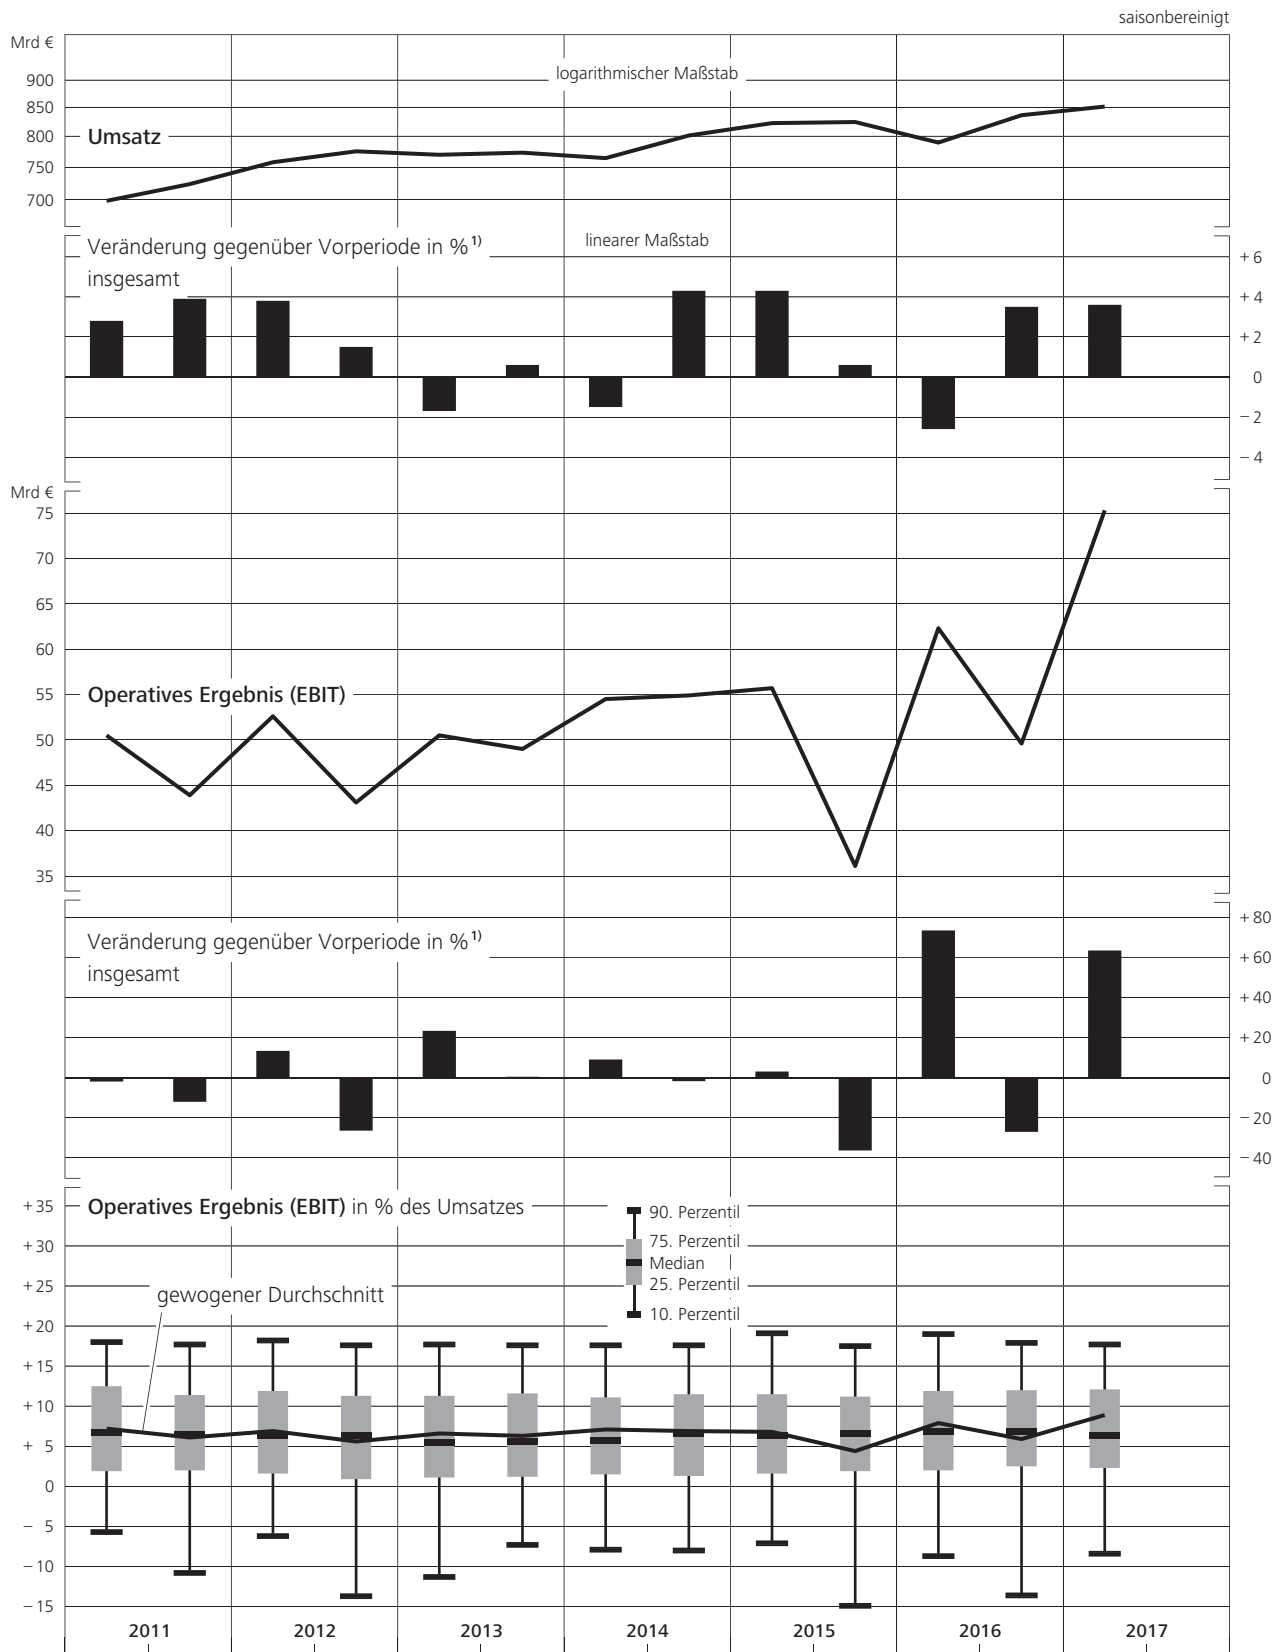 saisonbereinigt
Mrd €
logarithmischer Maßstab
900
850
800
750
700
Umsatz
Veränderung gegenüber Vorperiode in % 1)
insgesamt
linearer Maßstab
+ 6
+ 4
+ 2
0
− 2
− 4
Mrd €
75
70
65
60
55
50
45
40
35
Operatives Ergebnis (EBIT)
Veränderung gegenüber Vorperiode in % 1)
insgesamt
+ 80
+ 60
+ 40
+ 20
0
− 20
− 40
Operatives Ergebnis (EBIT) in % des Umsatzes
90. Perzentil
75. Perzentil
Median
25. Perzentil
10. Perzentil
gewogener Durchschnitt
+ 35
+ 30
+ 25
+ 20
+ 15
+ 10
+ 5
0
− 5
− 10
− 15
2011 2012 2013 2014 2015 2016 2017